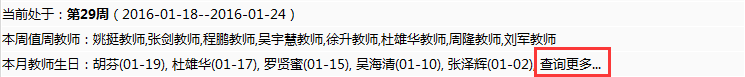 当前处于：第29周（2016-01-18--2016-01-24）
本周值周教师：姚挺教师,张剑教师,程鹏教师,吴宇慧教师,徐升教师,杜雄华教师,周隆教师,刘军教师
本月教师生日：胡芬(01-19), 杜雄华(01-17), 罗贤蜜(01-15), 吴海清(01-10), 张泽辉(01-02), 查询更多...